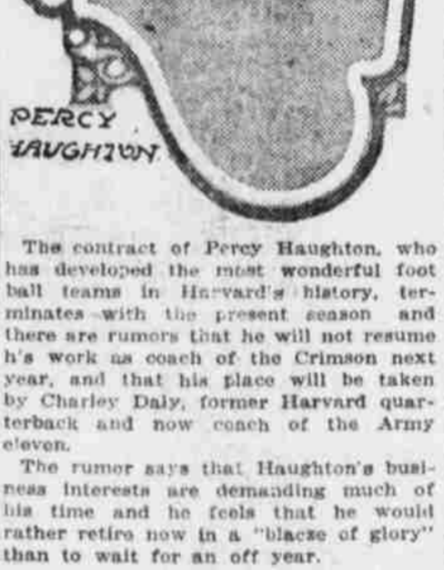 PERCY
HAUGHTON
The contract of Percy Haughton, who
has developed the most wonderful foot
ball teams in Harvard's history, ter-
minates with the present season and
there are rumors that he will not resume
h's work as coach of the Crimson next
year, and that his place will be taken
by Charley Daly, former Harvard quar-
terback and now coach of the Army
eleven.
The rumor says that Haughton's busi-
ness interests are demanding much of
his time and he feels that he would
rather retire now in a "blacse of glory"
than to wait for an off year.